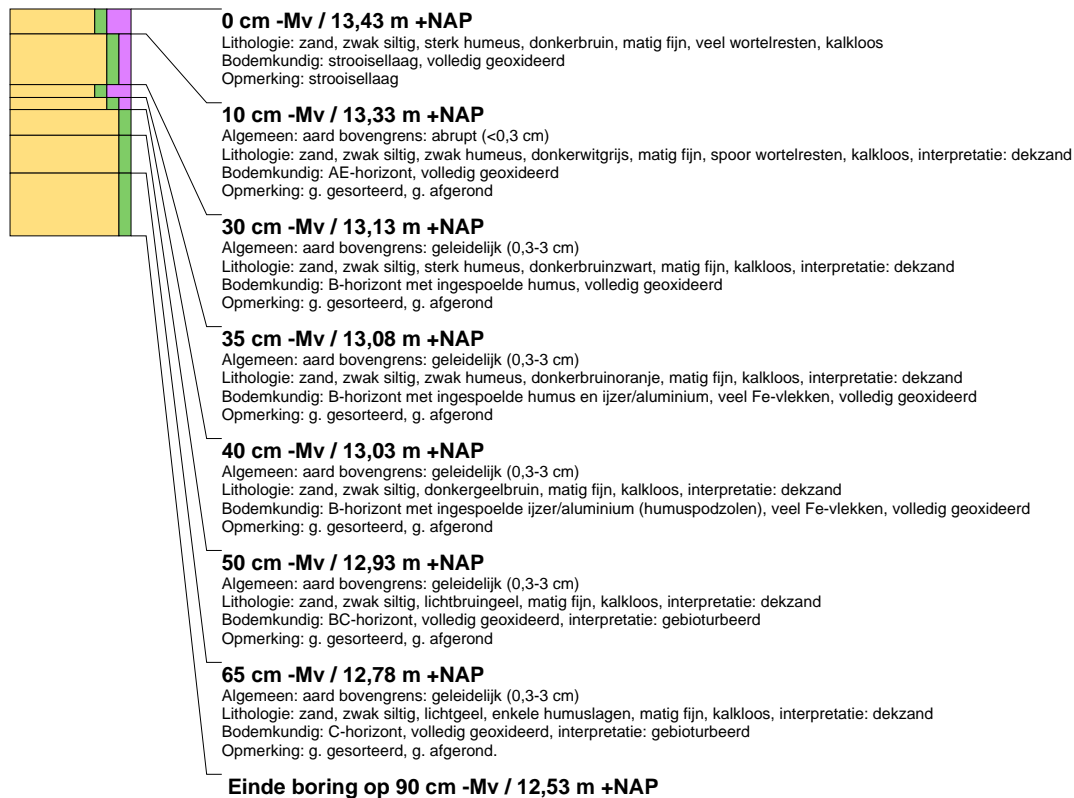 0 cm -Mv / 13,43 m +NAP
Lithologie: zand, zwak siltig, sterk humeus, donkerbruin, matig fijn, veel wortelresten, kalkloos
Bodemkundig: strooisellaag, volledig geoxideerd
Opmerking: strooisellaag
10 cm -Mv / 13,33 m +NAP
Algemeen: aard bovengrens: abrupt (<0,3 cm)
Lithologie: zand, zwak siltig, zwak humeus, donkerwitgrijs, matig fijn, spoor wortelresten, kalkloos, interpretatie: dekzand
Bodemkundig: AE-horizont, volledig geoxideerd
Opmerking: g. gesorteerd, g. afgerond
30 cm -Mv / 13,13 m +NAP
Algemeen: aard bovengrens: geleidelijk (0,3-3 cm)
Lithologie: zand, zwak siltig, sterk humeus, donkerbruinzwart, matig fijn, kalkloos, interpretatie: dekzand
Bodemkundig: B-horizont met ingespoelde humus, volledig geoxideerd
Opmerking: g. gesorteerd, g. afgerond
35 cm -Mv / 13,08 m +NAP
Algemeen: aard bovengrens: geleidelijk (0,3-3 cm)
Lithologie: zand, zwak siltig, zwak humeus, donkerbruinoranje, matig fijn, kalkloos, interpretatie: dekzand
Bodemkundig: B-horizont met ingespoelde humus en ijzer/aluminium, veel Fe-vlekken, volledig geoxideerd
Opmerking: g. gesorteerd, g. afgerond
40 cm -Mv / 13,03 m +NAP
Algemeen: aard bovengrens: geleidelijk (0,3-3 cm)
Lithologie: zand, zwak siltig, donkergeelbruin, matig fijn, kalkloos, interpretatie: dekzand
Bodemkundig: B-horizont met ingespoelde ijzer/aluminium (humuspodzolen), veel Fe-vlekken, volledig geoxideerd
Opmerking: g. gesorteerd, g. afgerond
50 cm -Mv / 12,93 m +NAP
Algemeen: aard bovengrens: geleidelijk (0,3-3 cm)
Lithologie: zand, zwak siltig, lichtbruingeel, matig fijn, kalkloos, interpretatie: dekzand
Bodemkundig: BC-horizont, volledig geoxideerd, interpretatie: gebioturbeerd
Opmerking: g. gesorteerd, g. afgerond
65 cm -Mv / 12,78 m +NAP
Algemeen: aard bovengrens: geleidelijk (0,3-3 cm)
Lithologie: zand, zwak siltig, lichtgeel, enkele humuslagen, matig fijn, kalkloos, interpretatie: dekzand
Bodemkundig: C-horizont, volledig geoxideerd, interpretatie: gebioturbeerd
Opmerking: g. gesorteerd, g. afgerond.
Einde boring op 90 cm -Mv / 12,53 m +NAP